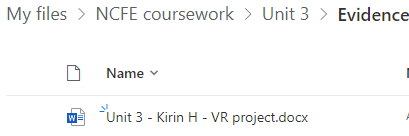 My files > NCFE coursework > Unit 3 > Evidence
Name
Unit 3 - Kirin H - VR project.docx